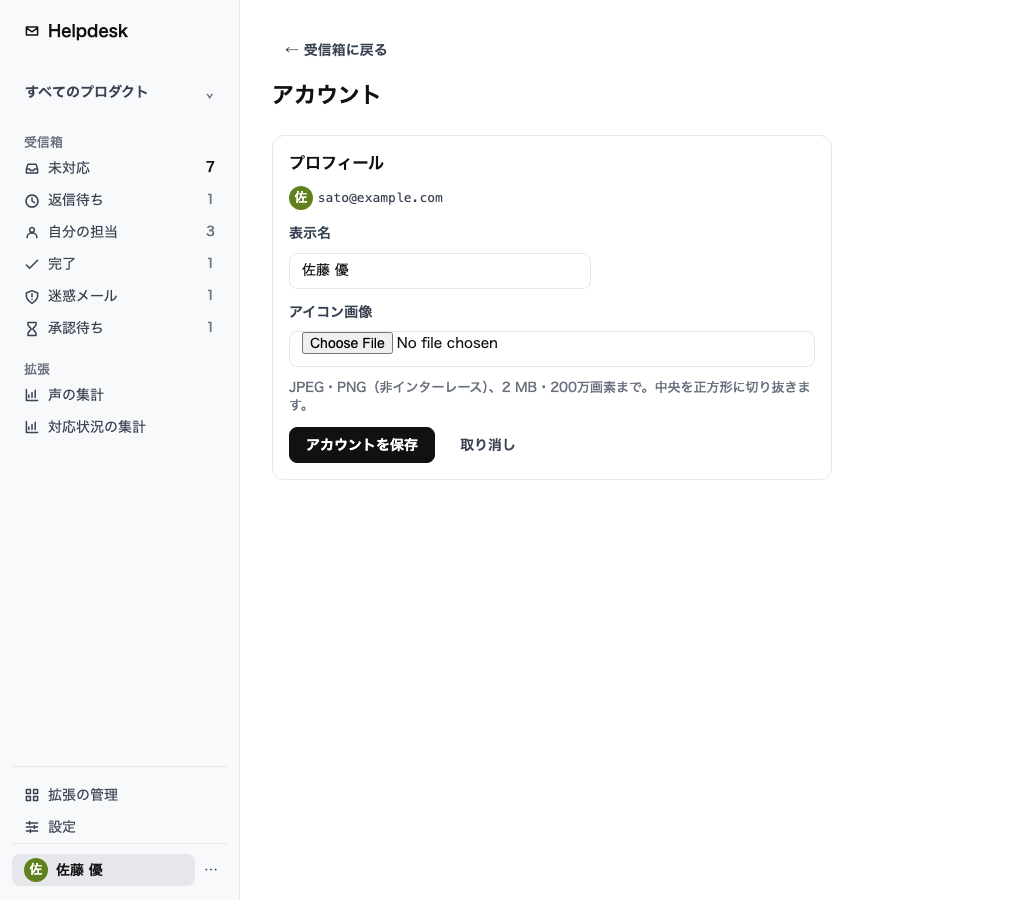 Helpdesk
すべてのプロダクト
受信箱
未対応 7
返信待ち 1
自分の担当 3
完了 1
迷惑メール 1
承認待ち 1
拡張
声の集計
対応状況の集計
拡張の管理
設定
佐 佐藤 優 …
← 受信箱に戻る
アカウント
プロフィール
佐 sato@example.com
表示名
佐藤 優
アイコン画像
Choose File No file chosen
JPEG・PNG（非インターレース）、2 MB・200万画素まで。中央を正方形に切り抜きま
す。
アカウントを保存 取り消し